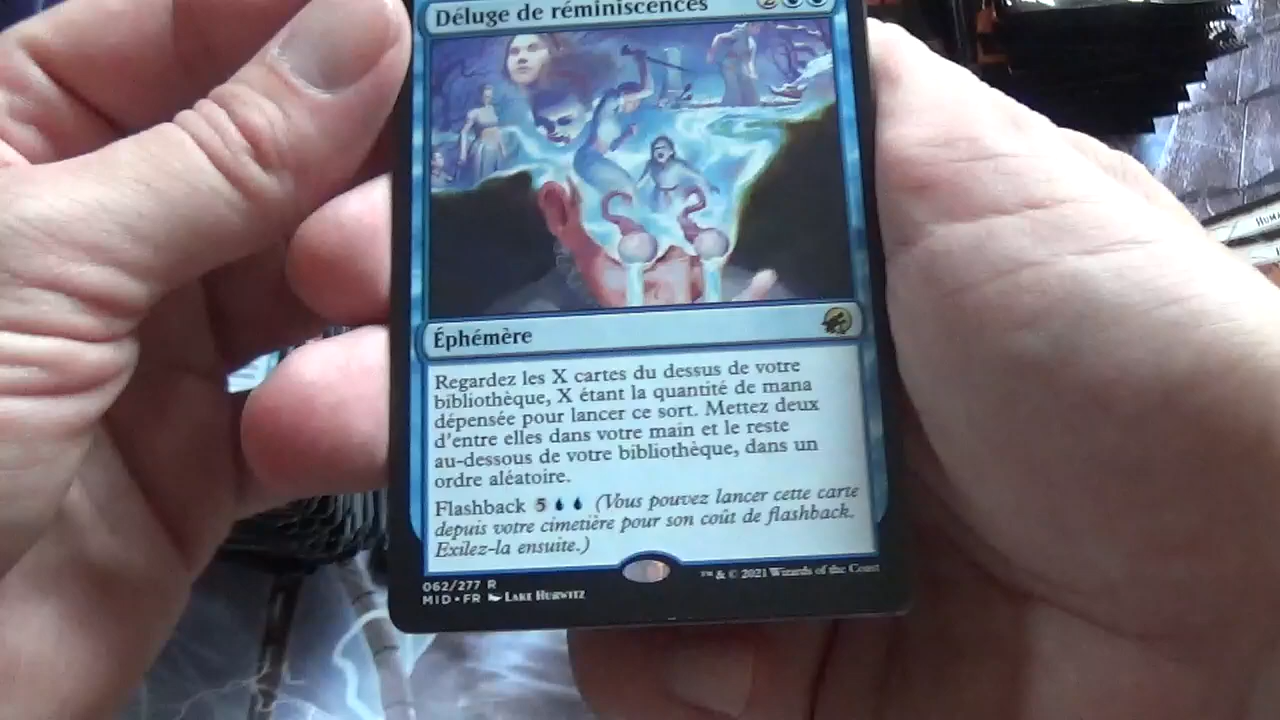 Déluge de réminiscences 2
Éphémère
Regardez les X cartes du dessus de votre
bibliothèque, X étant la quantité de mana
dépensée pour lancer ce sort. Mettez deux
d'entre elles dans votre main et le reste
au-dessous de votre bibliothèque, dans un
ordre aléatoire.
Flashback 5 (Vous pouvez lancer cette carte
depuis votre cimetière pour son coût de flashback.
Exilez-la ensuite.)
062/277 R
MID • FR LAKE HURWITZ
™ & © 2021 Wizards of the Coast